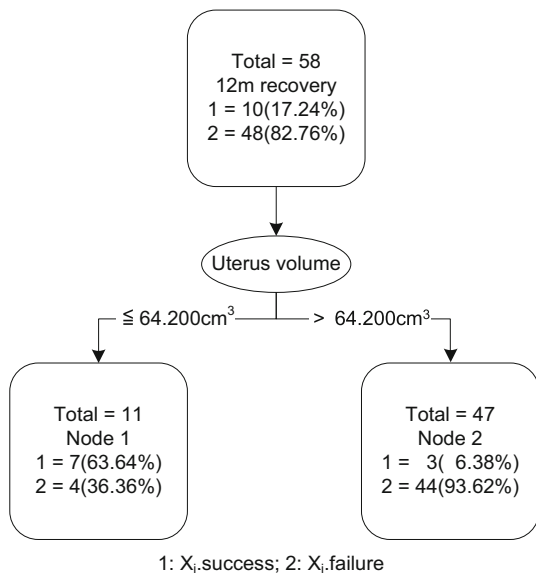 Total = 58
12m recovery
1 = 10(17.24%)
2 = 48(82.76%)
Uterus volume
≦ 64.200cm³
> 64.200cm³
Total = 11
Node 1
1 = 7(63.64%)
2 = 4(36.36%)
Total = 47
Node 2
1 = 3( 6.38%)
2 = 44(93.62%)
1: Xᵢ.success; 2: Xᵢ.failure